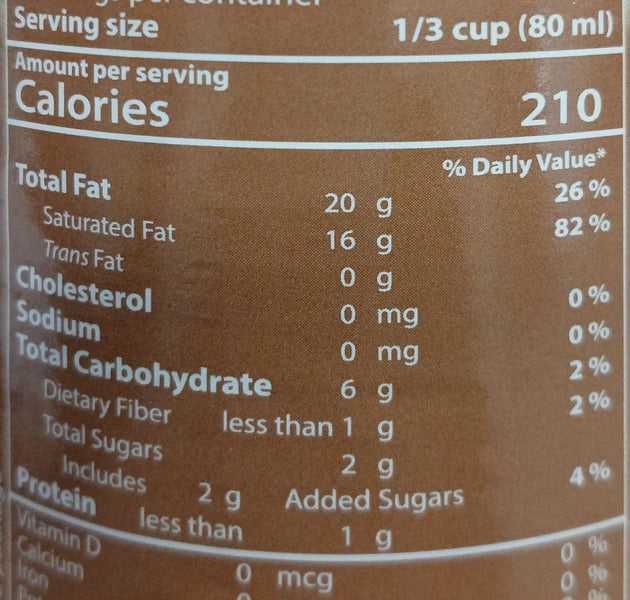 container
Serving size 1/3 cup (80 ml)
Amount per serving
Calories 210
% Daily Value*
Total Fat 20 g 26 %
Saturated Fat 16 g 82 %
Trans Fat 0 g
Cholesterol 0 mg 0 %
Sodium 0 mg 0 %
Total Carbohydrate 6 g 2 %
Dietary Fiber less than 1 g 2 %
Total Sugars 2 g
Includes 2 g Added Sugars 4 %
Protein less than 1 g
Vitamin D 0 mcg 0 %
Calcium 0 %
Iron